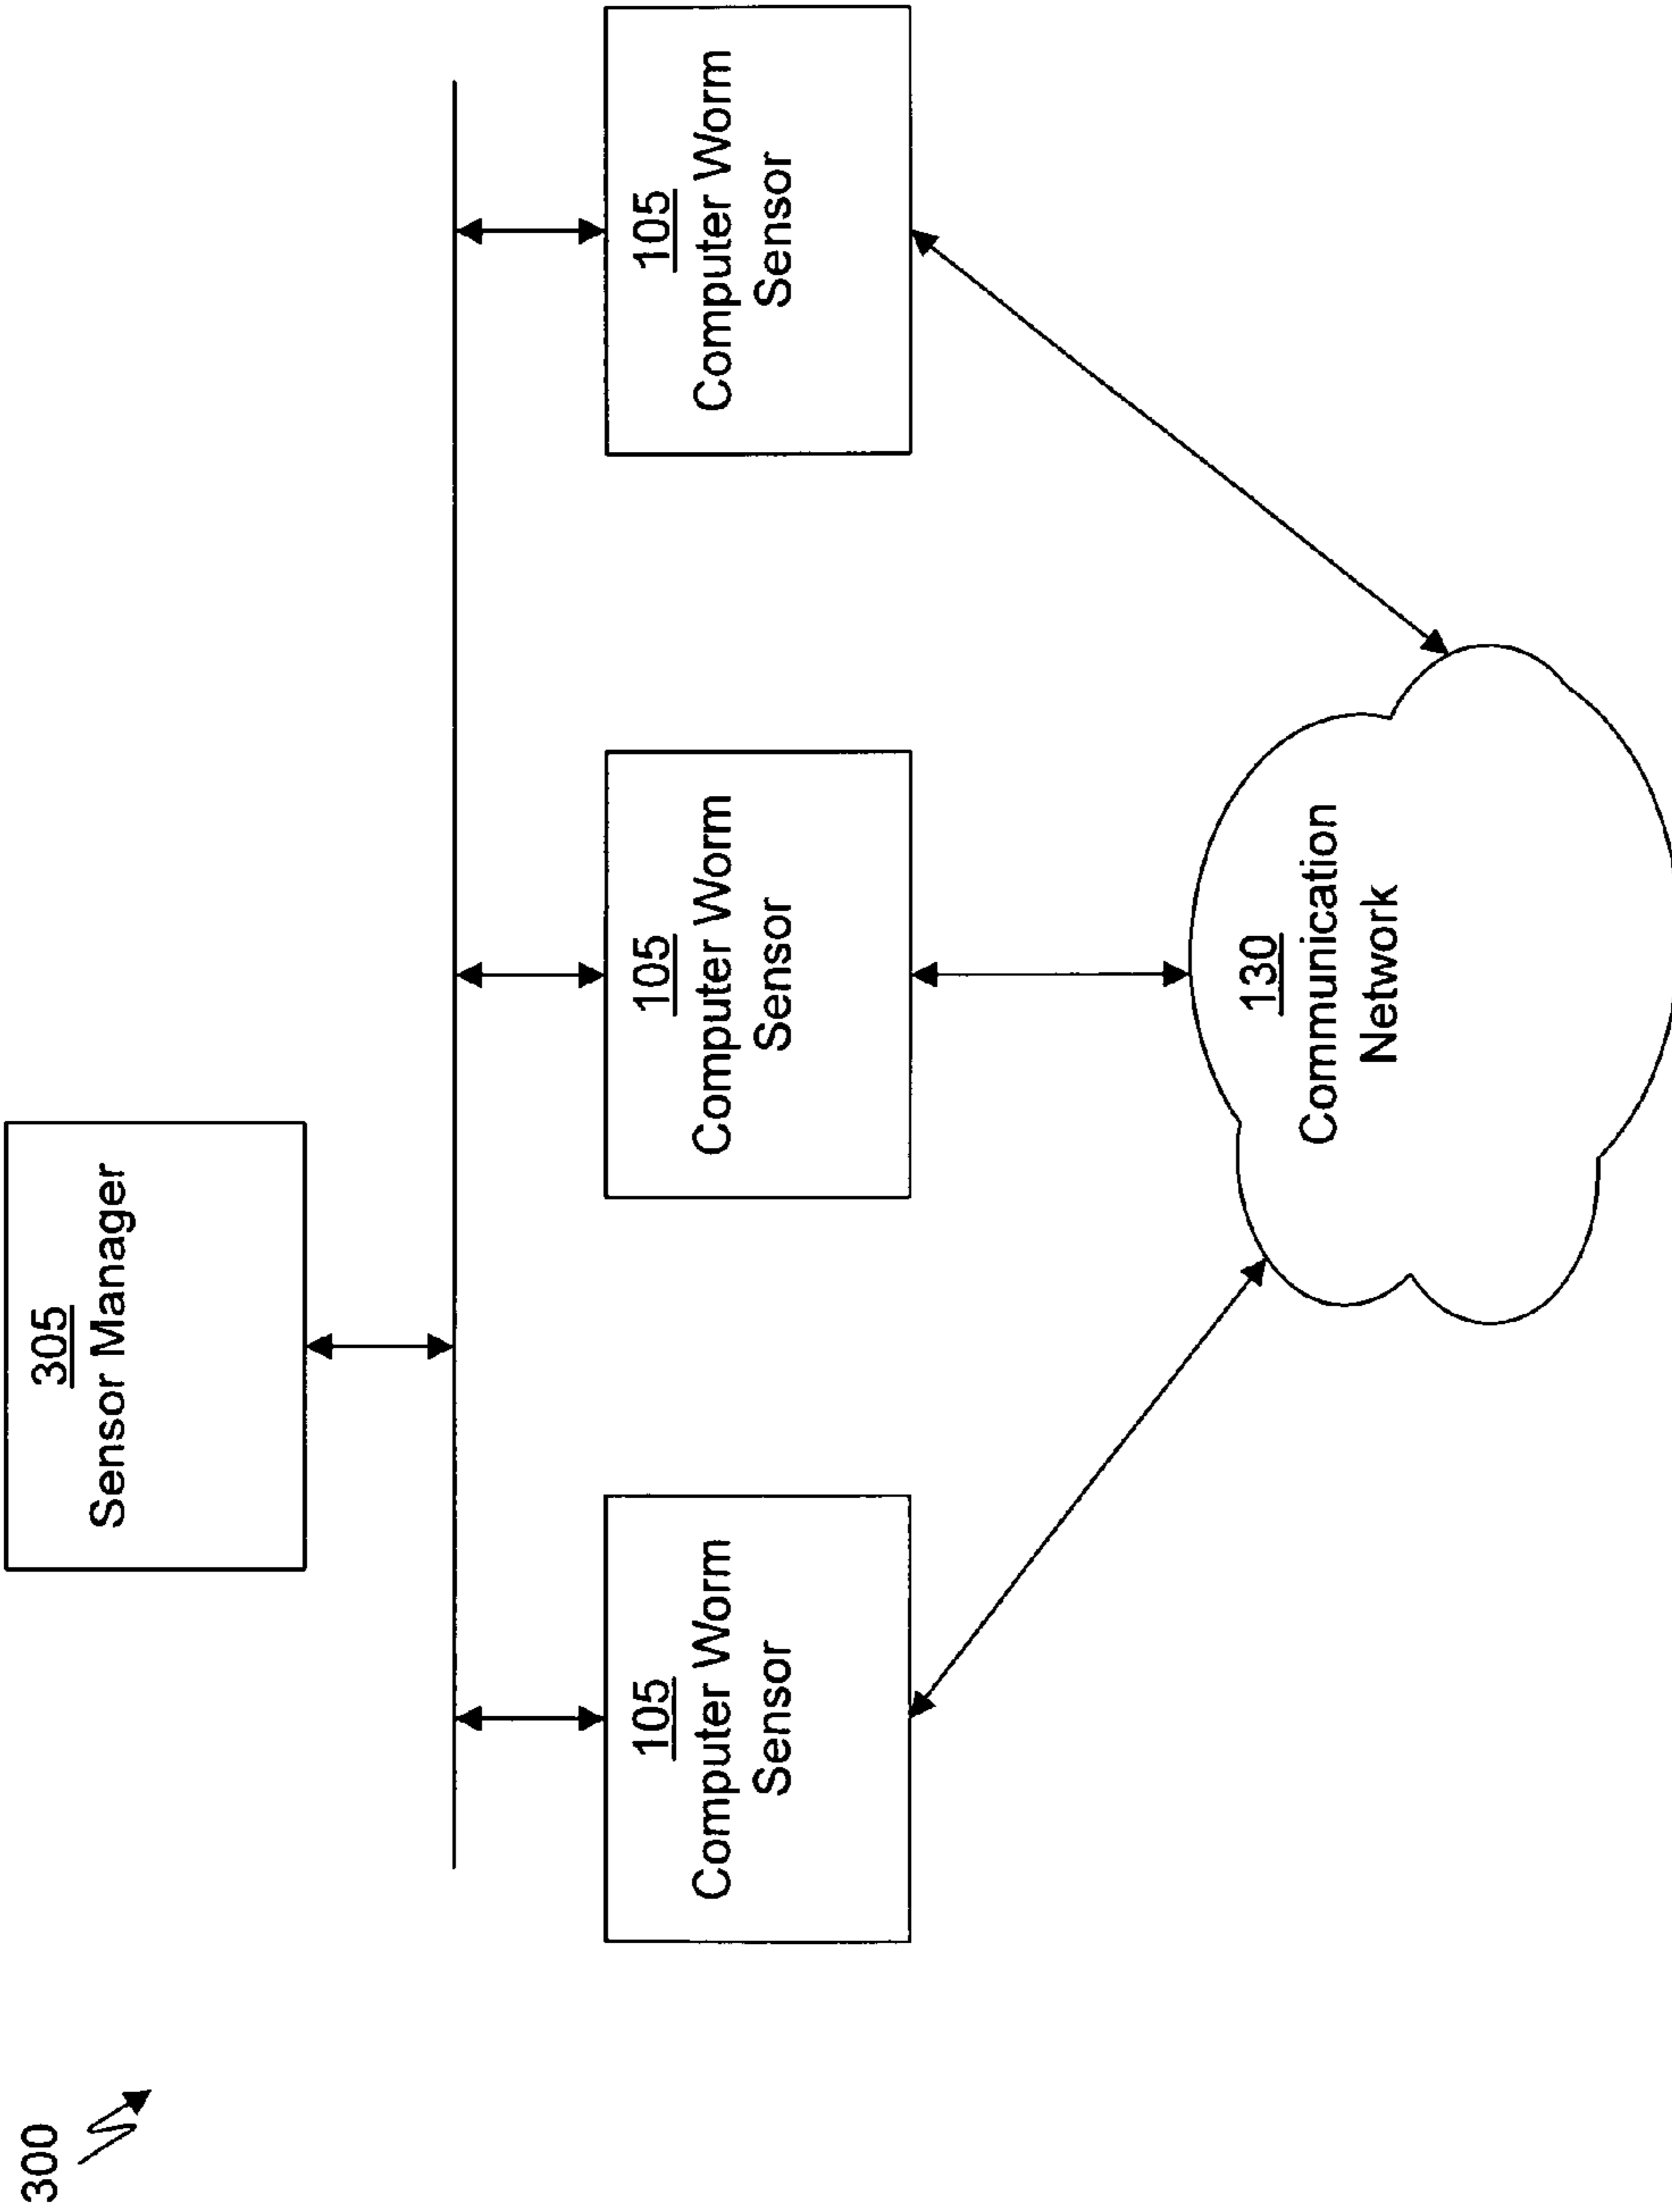 300
305
Sensor Manager
105
Computer Worm
Sensor
105
Computer Worm
Sensor
105
Computer Worm
Sensor
130
Communication
Network